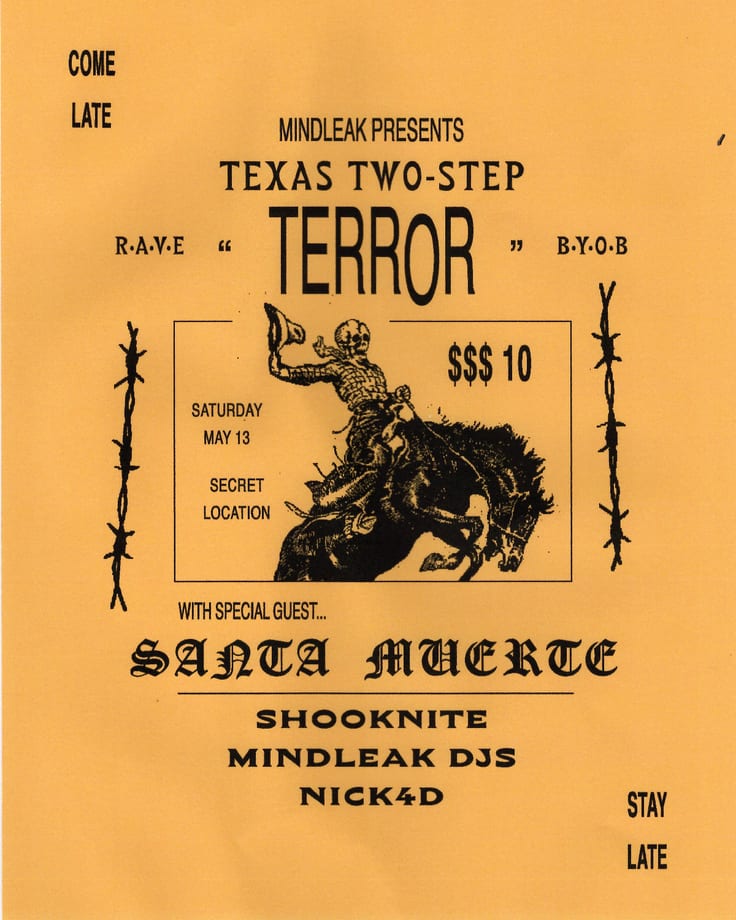 COME
LATE
MINDLEAK PRESENTS
TEXAS TWO-STEP
R·A·V·E “ TERROR ” B·Y·O·B
$$$ 10
SATURDAY
MAY 13
SECRET
LOCATION
WITH SPECIAL GUEST...
SANTA MUERTE
SHOOKNITE
MINDLEAK DJS
NICK4D
STAY
LATE